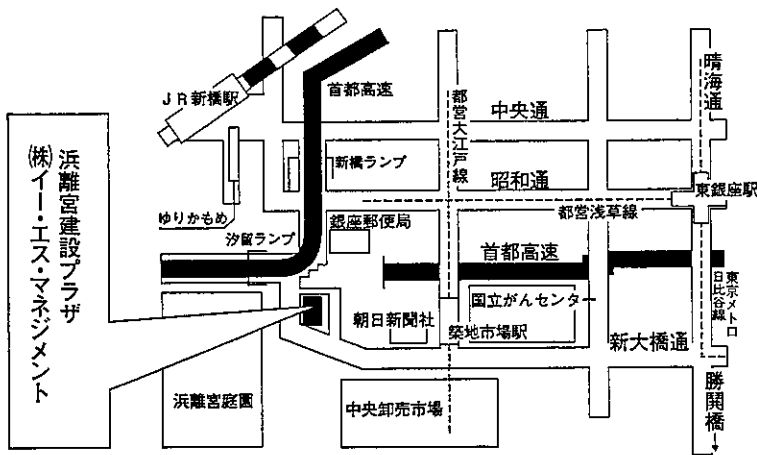 浜離宮建設プラザ
㈱イー・エス・マネジメント
JR新橋駅
首都高速
中央通
晴海通
都営大江戸線
新橋ランプ
昭和通
東銀座駅
ゆりかもめ
銀座郵便局
都営浅草線
汐留ランプ
首都高速
東京メトロ
日比谷線
国立がんセンタ
朝日新聞社
築地市場駅
新大橋通
浜離宮庭園
中央卸売市場
勝鬨橋